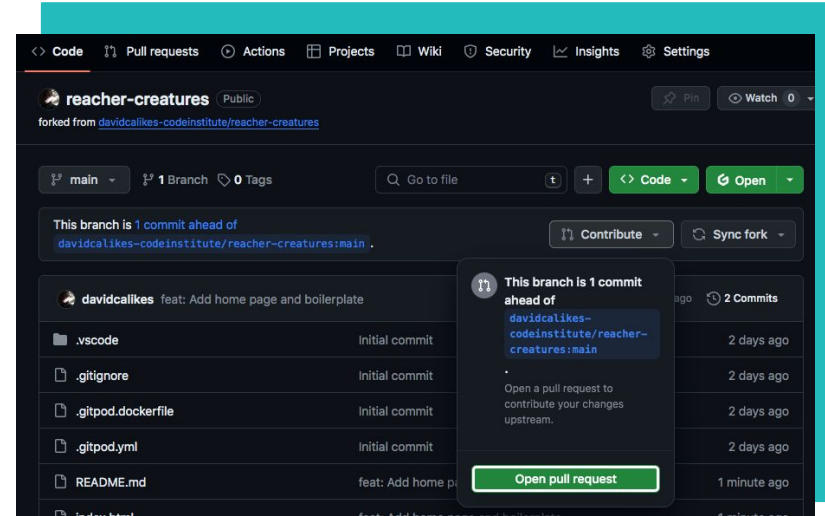 <> Code Pull requests Actions Projects Wiki Security Insights Settings
reacher-creatures Public Pin Watch 0
forked from davidcalikes-codeinstitute/reacher-creatures
main 1 Branch 0 Tags Go to file t + <> Code Open
This branch is 1 commit ahead of
davidcalikes-codeinstitute/reacher-creatures:main .
Contribute Sync fork
This branch is 1 commit
ahead of
davidcalikes-
codeinstitute/reacher-
creatures:main
.
Open a pull request to
contribute your changes
upstream.
Open pull request
davidcalikes feat: Add home page and boilerplate ago 2 Commits
.vscode Initial commit 2 days ago
.gitignore Initial commit 2 days ago
.gitpod.dockerfile Initial commit 2 days ago
.gitpod.yml Initial commit 2 days ago
README.md feat: Add home 1 minute ago